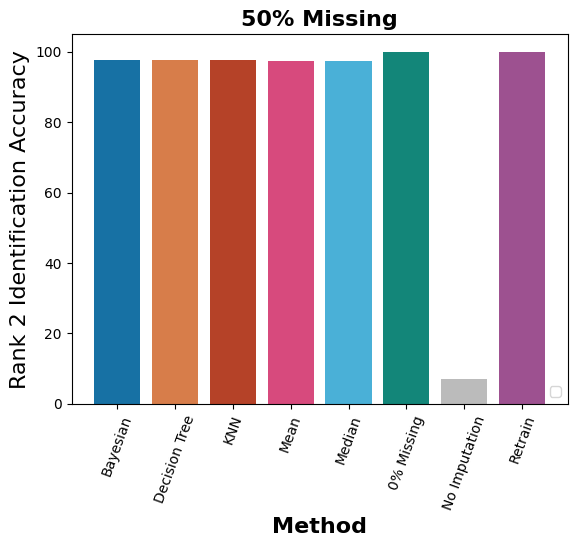 50% Missing
Rank 2 Identification Accuracy
100
80
60
40
20
0
Bayesian
Decision Tree
KNN
Mean
Median
0% Missing
No Imputation
Retrain
Method